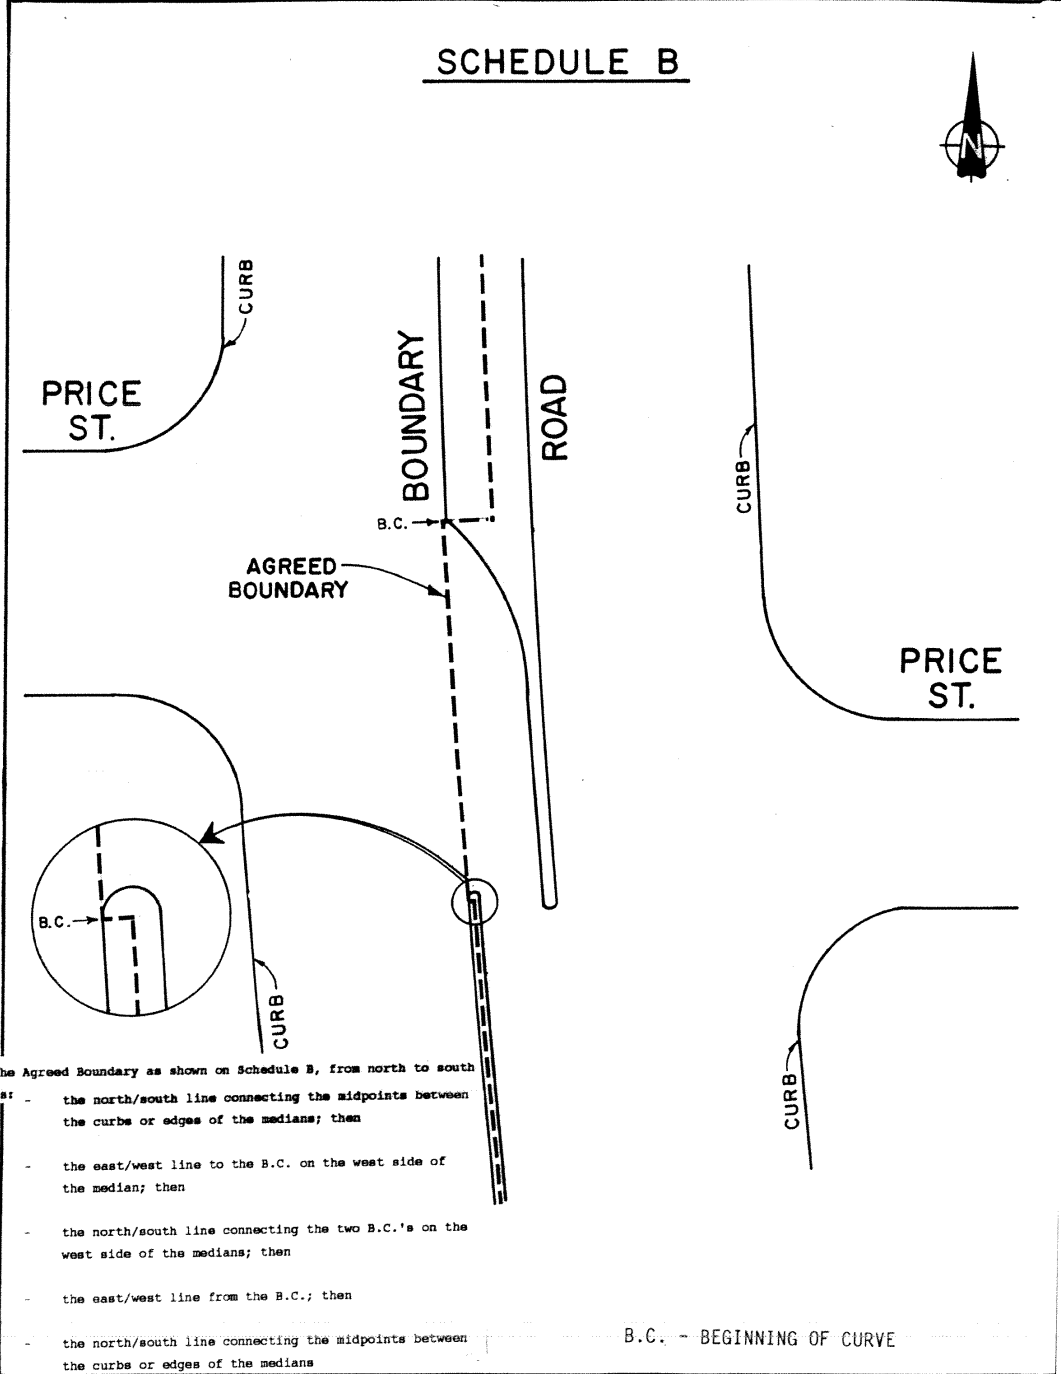 SCHEDULE B
N
CURB
PRICE
ST.
BOUNDARY
ROAD
CURB
B.C.
AGREED
BOUNDARY
PRICE
ST.
B.C.
CURB
CURB
he Agreed Boundary as shown on Schedule B, from north to south
s:
- the north/south line connecting the midpoints between
the curbs or edges of the medians; then
- the east/west line to the B.C. on the west side of
the median; then
- the north/south line connecting the two B.C.'s on the
west side of the medians; then
- the east/west line from the B.C.; then
- the north/south line connecting the midpoints between
the curbs or edges of the medians
B.C. - BEGINNING OF CURVE